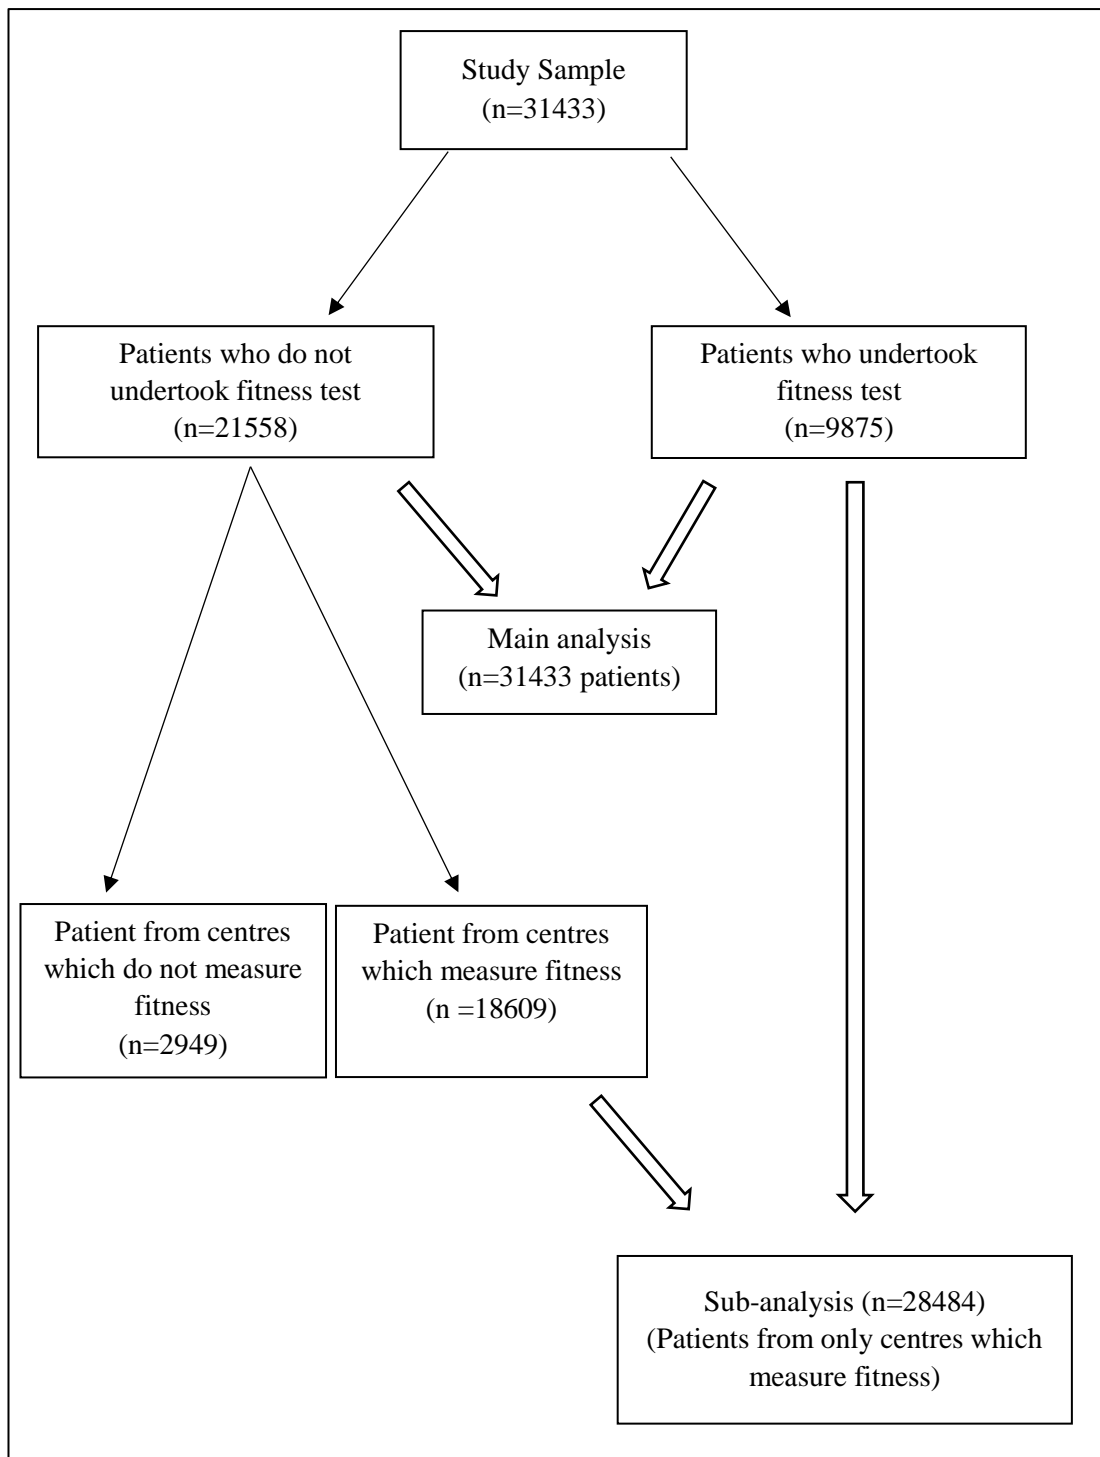 Study Sample
(n=31433)
Patients who do not
undertook fitness test
(n=21558)
Patients who undertook
fitness test
(n=9875)
Main analysis
(n=31433 patients)
Patient from centres
which do not measure
fitness
(n=2949)
Patient from centres
which measure fitness
(n =18609)
Sub-analysis (n=28484)
(Patients from only centres which
measure fitness)